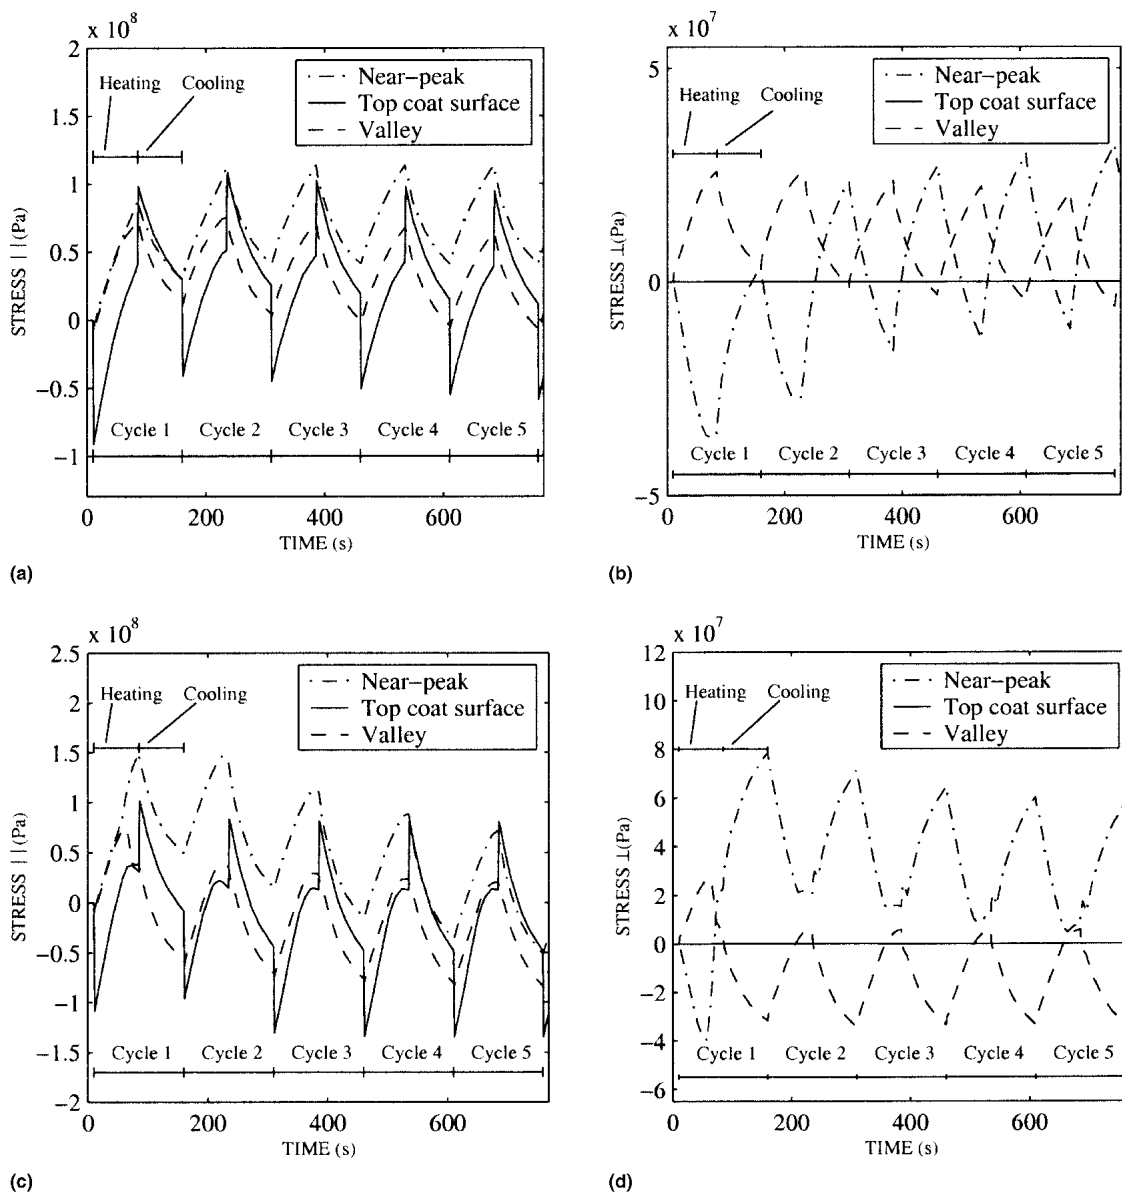 x 10^8
2
1.5
1
0.5
0
−0.5
−1
STRESS | | (Pa)
Heating
Cooling
Near−peak
Top coat surface
Valley
Cycle 1
Cycle 2
Cycle 3
Cycle 4
Cycle 5
0
200
400
600
TIME (s)
(a)
x 10^7
5
0
−5
STRESS ⊥(Pa)
Heating
Cooling
Near−peak
Top coat surface
Valley
Cycle 1
Cycle 2
Cycle 3
Cycle 4
Cycle 5
0
200
400
600
TIME (s)
(b)
x 10^8
2.5
2
1.5
1
0.5
0
−0.5
−1
−1.5
−2
STRESS | | (Pa)
Heating
Cooling
Near−peak
Top coat surface
Valley
Cycle 1
Cycle 2
Cycle 3
Cycle 4
Cycle 5
0
200
400
600
TIME (s)
(c)
x 10^7
12
10
8
6
4
2
0
−2
−4
−6
STRESS ⊥(Pa)
Heating
Cooling
Near−peak
Top coat surface
Valley
Cycle 1
Cycle 2
Cycle 3
Cycle 4
Cycle 5
0
200
400
600
TIME (s)
(d)